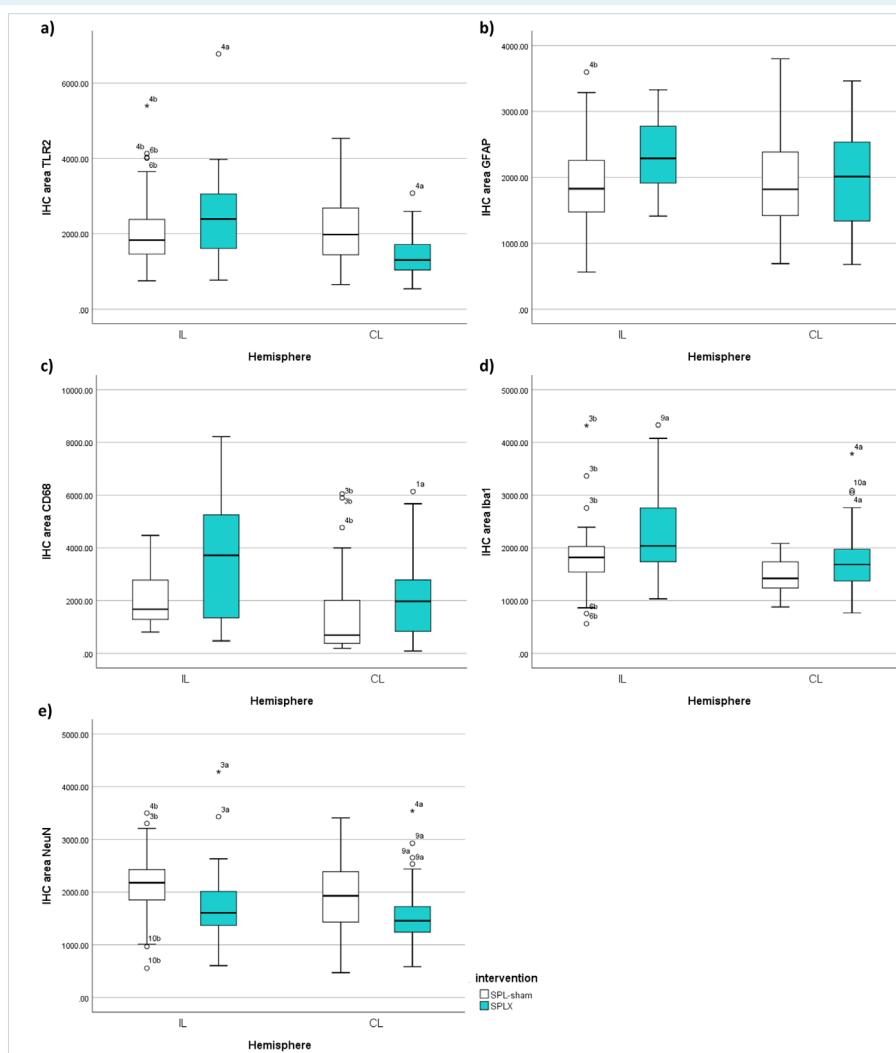 a)
IHC area TLR2
6000.00
4000.00
2000.00
.00
4a
4b
4b 6b
6b
4a
IL CL
Hemisphere
b)
IHC area GFAP
4000.00
3000.00
2000.00
1000.00
.00
4b
IL CL
Hemisphere
c)
IHC area CD68
10000.00
8000.00
6000.00
4000.00
2000.00
.00
3b
3b
4b
1a
IL CL
Hemisphere
d)
IHC area Iba1
5000.00
4000.00
3000.00
2000.00
1000.00
.00
3b
3b
3b
6b
6b
9a
4a
10a
4a
IL CL
Hemisphere
e)
IHC area NeuN
5000.00
4000.00
3000.00
2000.00
1000.00
.00
4b
3b
10b
10b
3a
3a
4a
9a
9a 9a
IL CL
Hemisphere
intervention
SPL-sham
SPLX